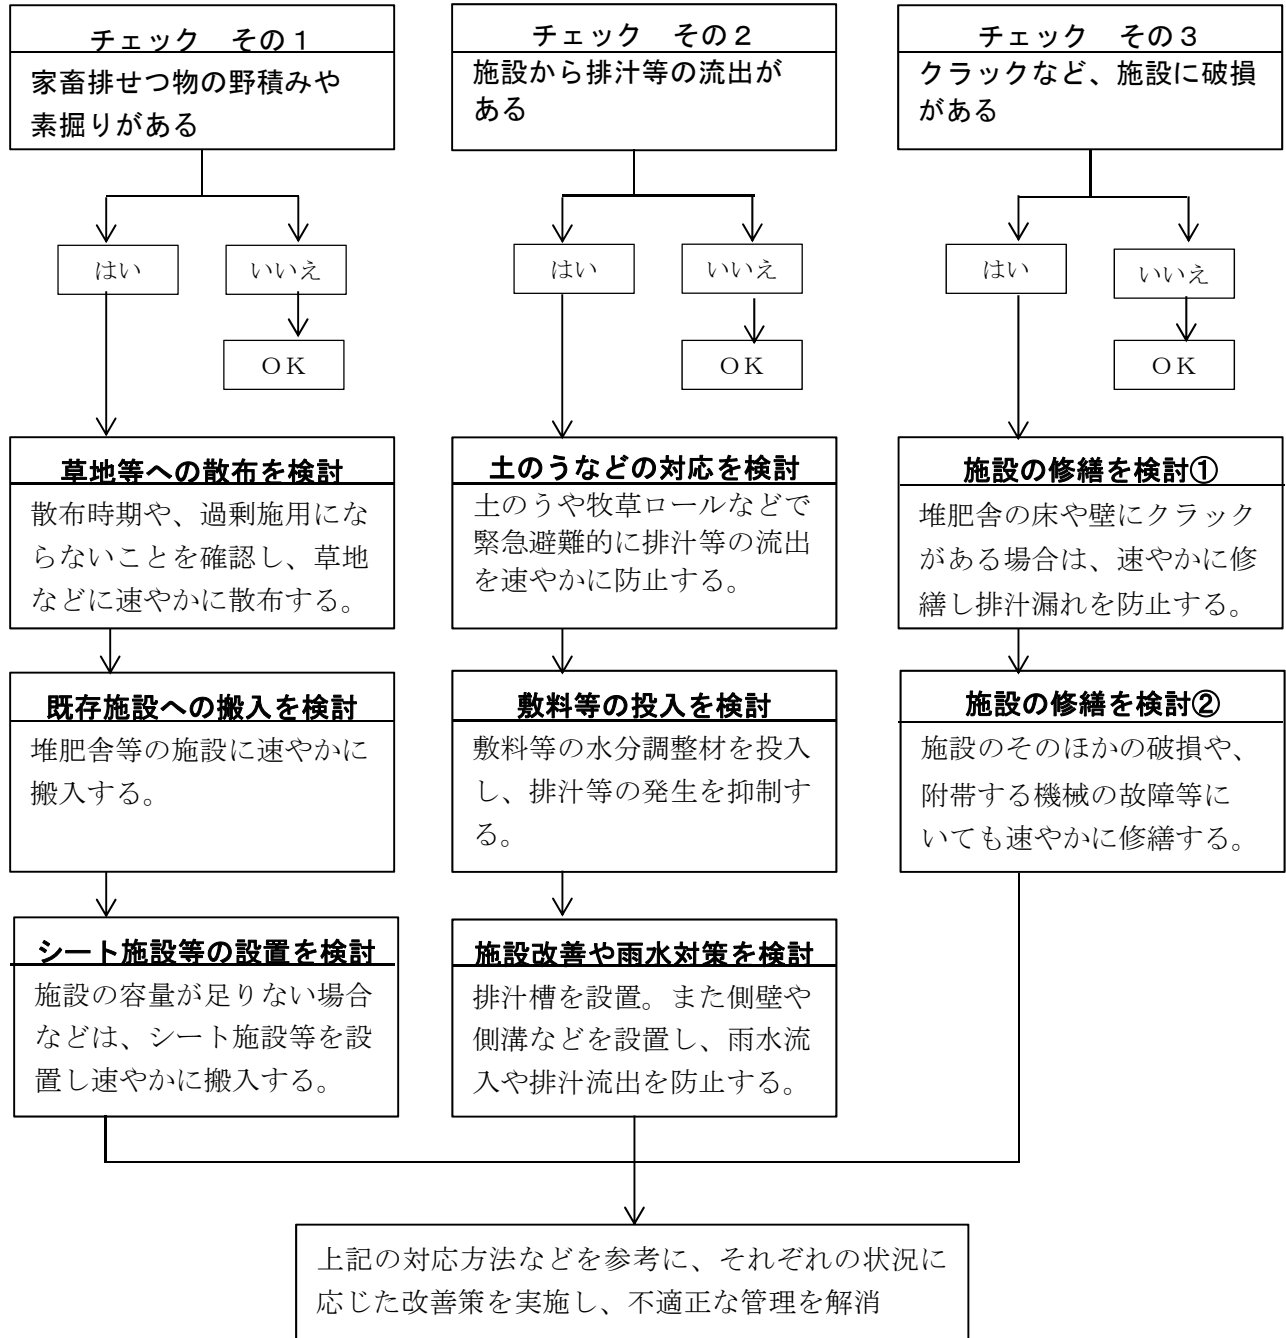 チェック　その１
家畜排せつ物の野積みや
素掘りがある
はい
いいえ
ＯＫ
草地等への散布を検討
散布時期や、過剰施用にな
らないことを確認し、草地
などに速やかに散布する。
既存施設への搬入を検討
堆肥舎等の施設に速やかに
搬入する。
シート施設等の設置を検討
施設の容量が足りない場合
などは、シート施設等を設
置し速やかに搬入する。
チェック　その２
施設から排汁等の流出が
ある
はい
いいえ
ＯＫ
土のうなどの対応を検討
土のうや牧草ロールなどで
緊急避難的に排汁等の流出
を速やかに防止する。
敷料等の投入を検討
敷料等の水分調整材を投入
し、排汁等の発生を抑制す
る。
施設改善や雨水対策を検討
排汁槽を設置。また側壁や
側溝などを設置し、雨水流
入や排汁流出を防止する。
チェック　その３
クラックなど、施設に破損
がある
はい
いいえ
ＯＫ
施設の修繕を検討①
堆肥舎の床や壁にクラック
がある場合は、速やかに修
繕し排汁漏れを防止する。
施設の修繕を検討②
施設のそのほかの破損や、
附帯する機械の故障等に
いても速やかに修繕する。
上記の対応方法などを参考に、それぞれの状況に
応じた改善策を実施し、不適正な管理を解消